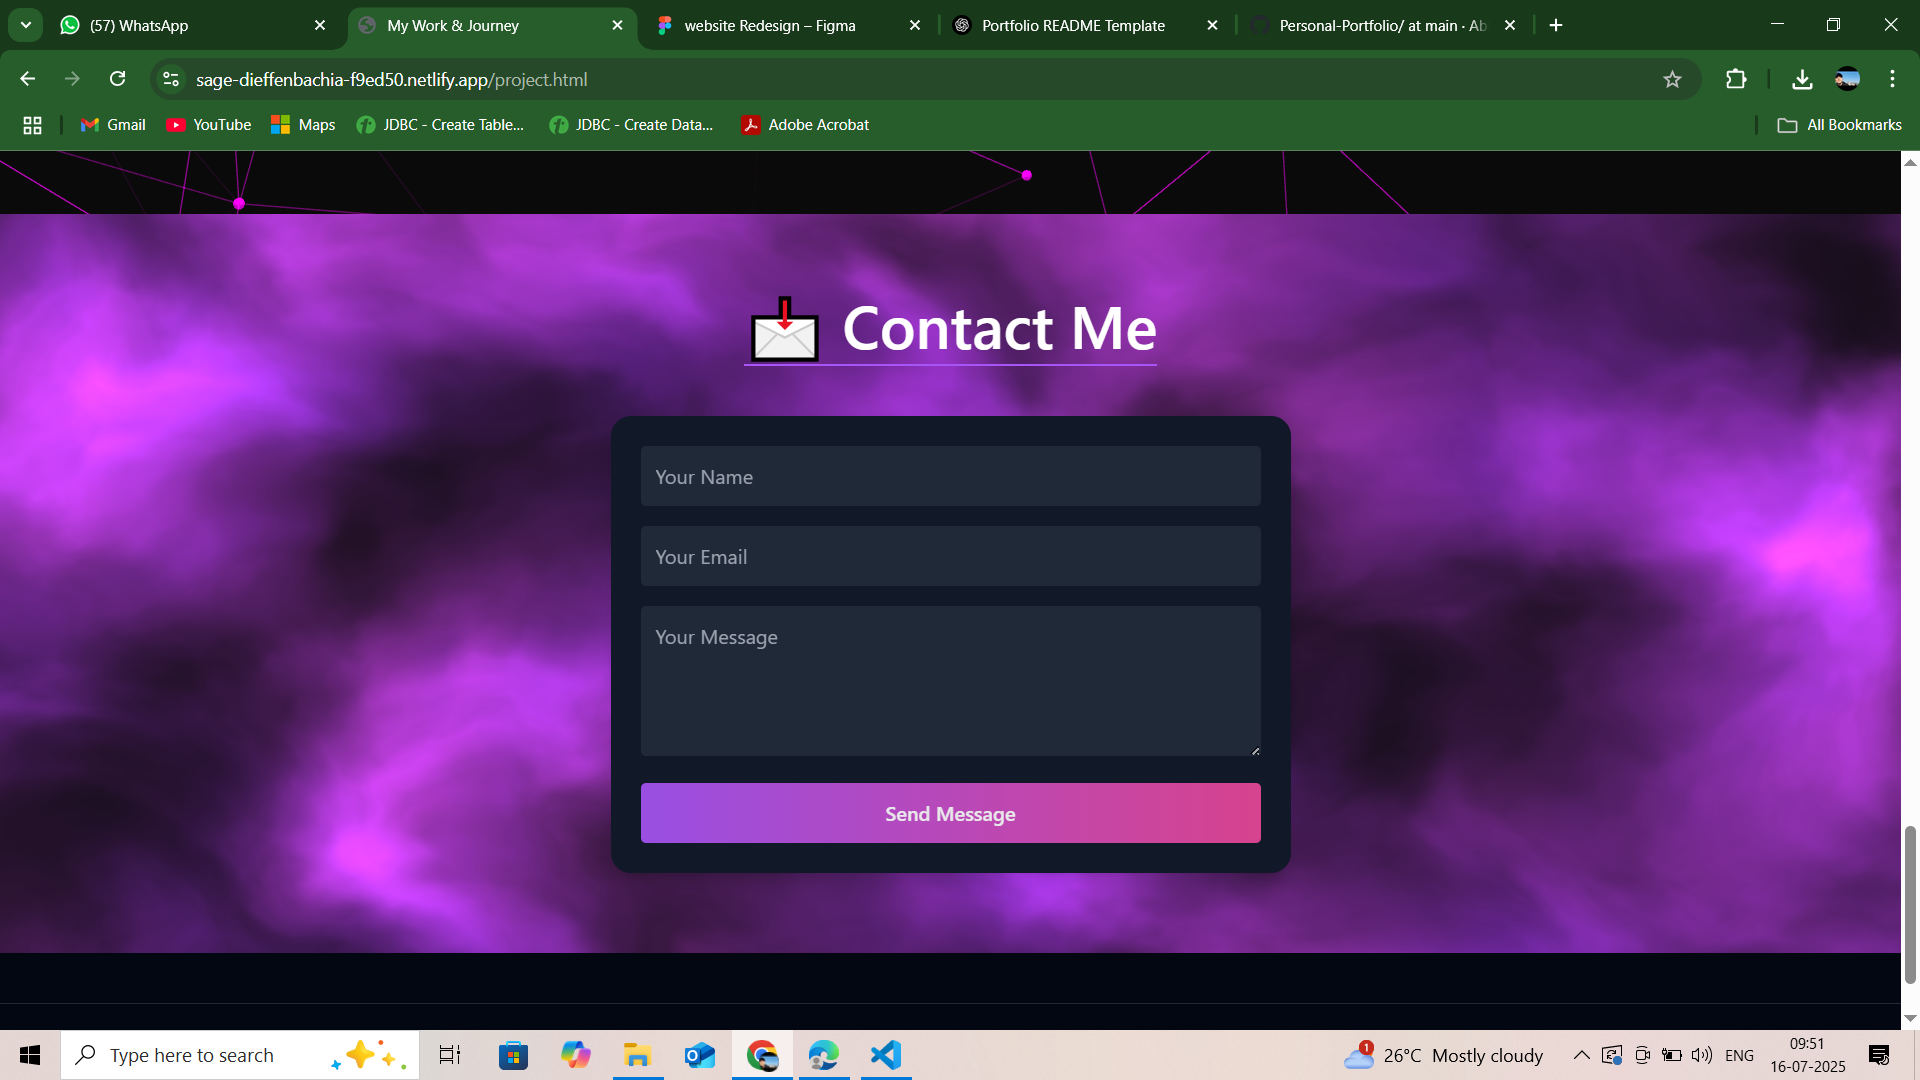 (57) WhatsApp
My Work & Journey
website Redesign – Figma
Portfolio README Template
Personal-Portfolio/ at main · Ab
sage-dieffenbachia-f9ed50.netlify.app/project.html
Gmail
YouTube
Maps
JDBC - Create Table...
JDBC - Create Data...
Adobe Acrobat
All Bookmarks
Contact Me
Your Name
Your Email
Your Message
Send Message
Type here to search
1
26°C Mostly cloudy
ENG
09:51
16-07-2025